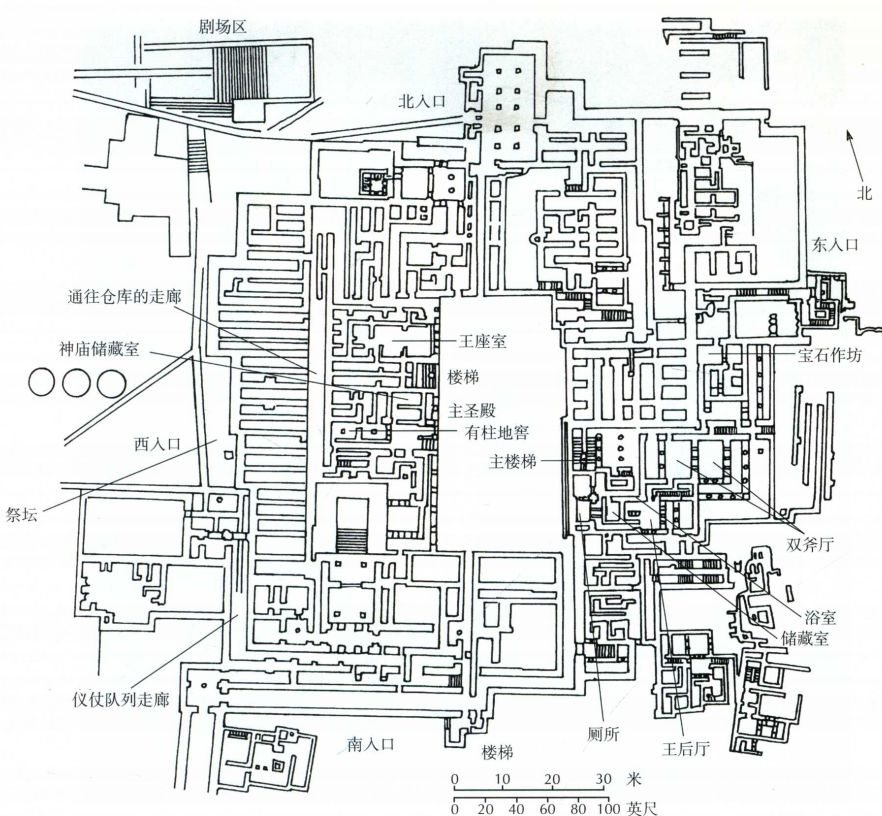 剧场区
北入口
北
东入口
通往仓库的走廊
王座室
宝石作坊
神庙储藏室
楼梯
主圣殿
有柱地窖
西入口
主楼梯
祭坛
双斧厅
浴室
储藏室
仪仗队列走廊
厕所
南入口
王后厅
楼梯
0 10 20 30 米
0 20 40 60 80 100 英尺